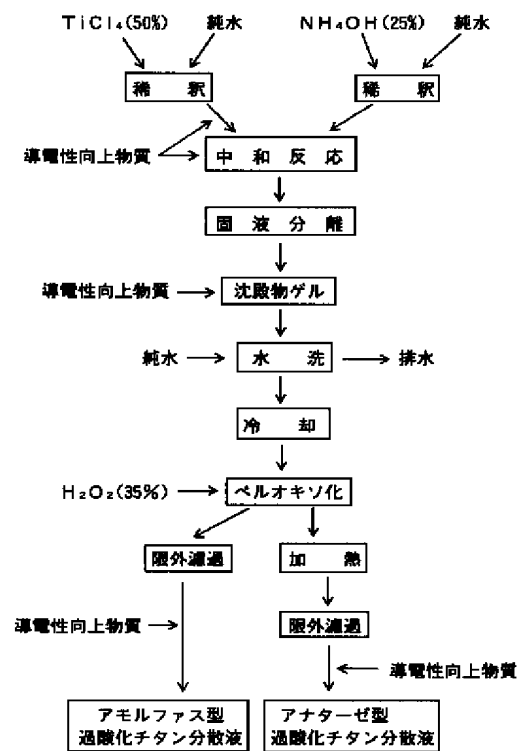 TiCl₄(50%) 純水
NH₄OH(25%) 純水
稀釈
稀釈
導電性向上物質
中和反応
固液分離
導電性向上物質
沈殿物ゲル
純水
水洗
排水
冷却
H₂O₂(35%)
ペルオキソ化
限外濾過
加熱
導電性向上物質
限外濾過
導電性向上物質
アモルファス型
過酸化チタン分散液
アナターゼ型
過酸化チタン分散液